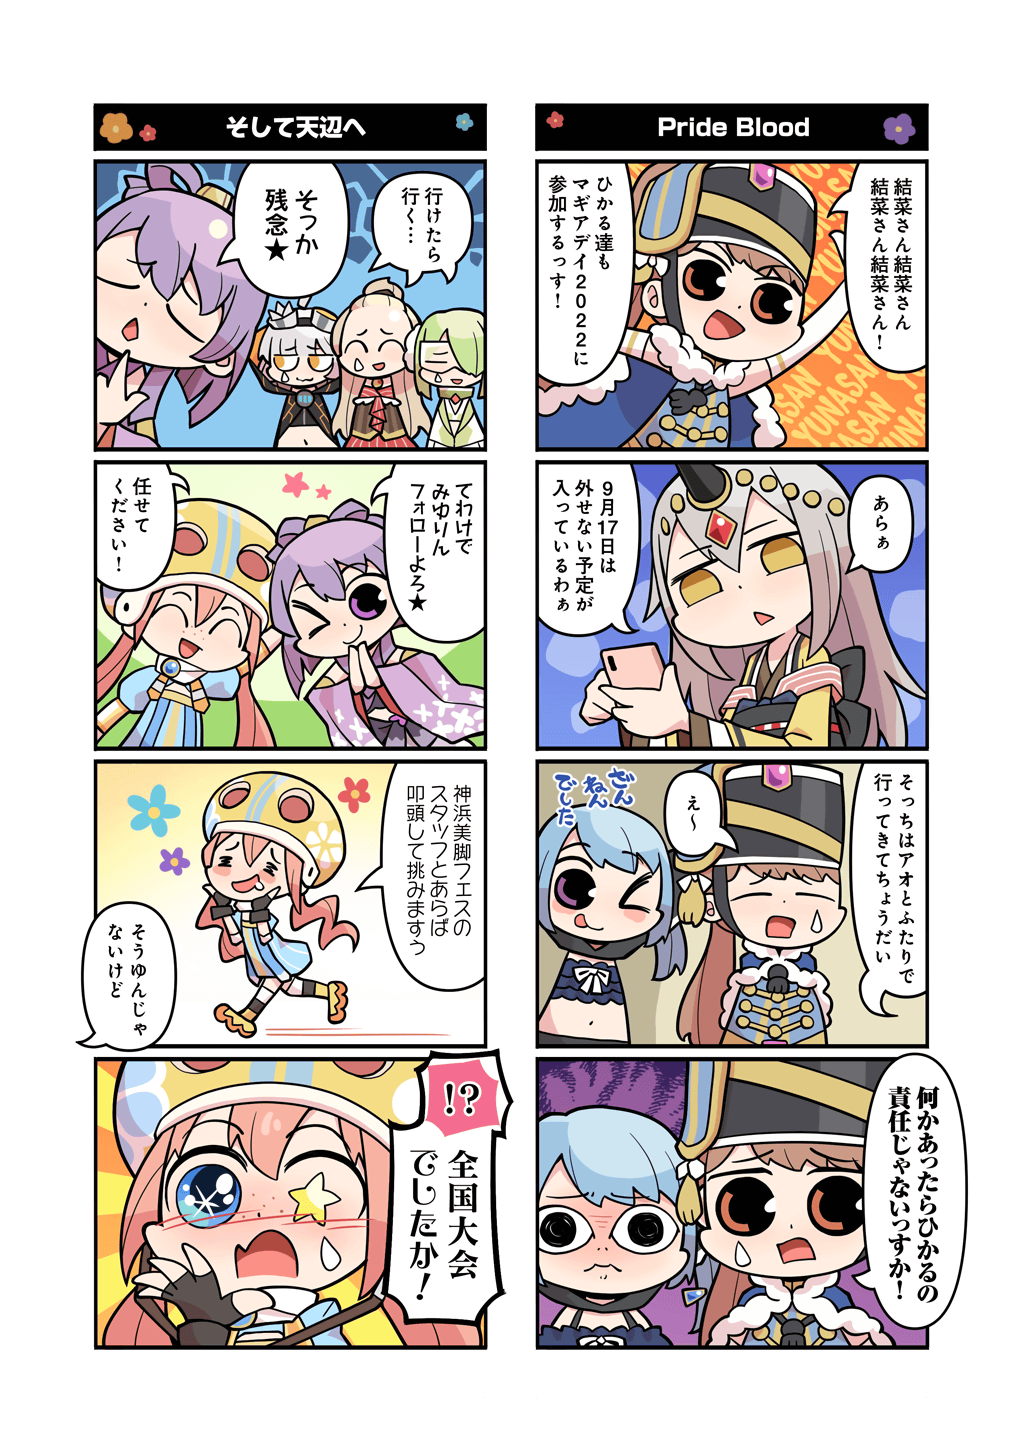 Pride Blood
結菜さん結菜さん
結菜さん結菜さん！
ひかる達も
マギアデイ2022に
参加するっす！
YUNASAN
YUNASAN
YUNASAN
あらぁ
9月17日は
外せない予定が
入っているわぁ
そっちはアオとふたりで
行ってきてちょうだい
え〜
ざん
ねん
でした
何かあったらひかるの
責任じゃないっすか！
そして天辺へ
行けたら
行く…
そっか
残念★
てわけで
みゆりん
フォローよろ★
任せて
ください！
神浜美脚フェスの
スタッフとあらば
叩頭して挑みますぅ
そうゆんじゃ
ないけど
!?
全国大会
でしたか！